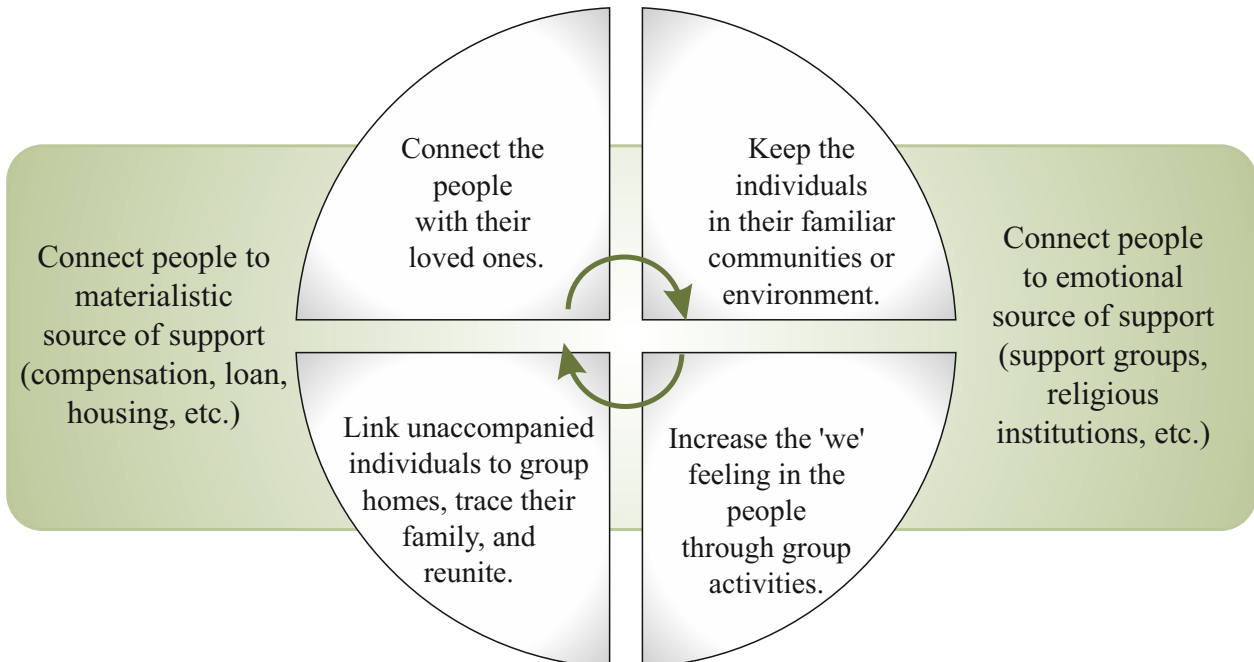 Connect people to
materialistic
source of support
(compensation, loan,
housing, etc.)
Connect the
people
with their
loved ones.
Keep the
individuals
in their familiar
communities or
environment.
Link unaccompanied
individuals to group
homes, trace their
family, and
reunite.
Increase the 'we'
feeling in the
people
through group
activities.
Connect people
to emotional
source of support
(support groups,
religious
institutions, etc.)